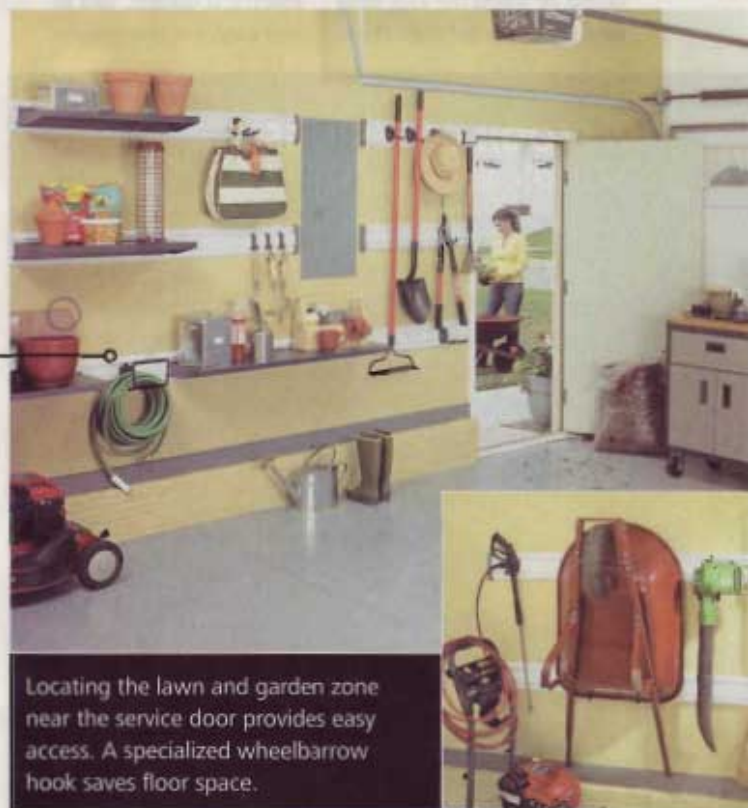 Locating the lawn and garden zone
near the service door provides easy
access. A specialized wheelbarrow
hook saves floor space.